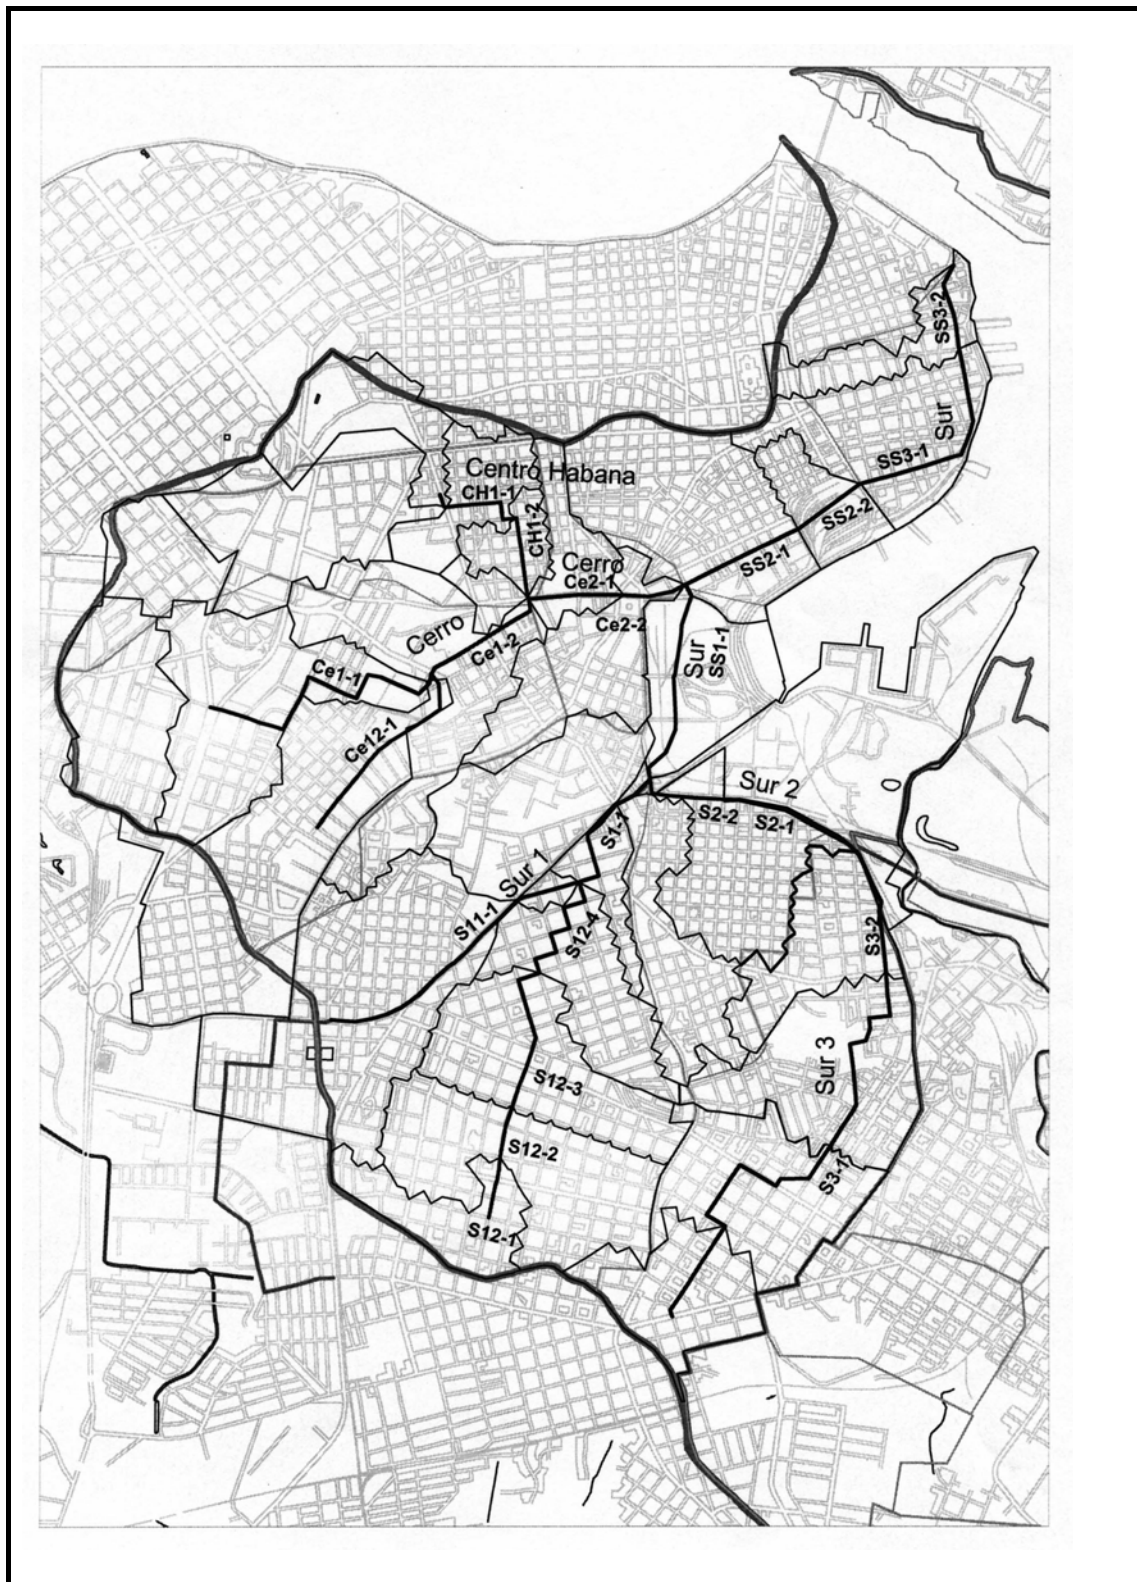 SS3-2
Sur
SS3-1
Centro Habana
CH1-1
SS2-2
CH1-2
Cerro
SS2-1
Ce2-1
Cerro
Ce2-2
Ce1-2
Sur
SS1-1
Ce1-1
Ce12-1
Sur 2
S2-2
S2-1
S1-1
Sur 1
S11-1
S12-4
S3-2
Sur 3
S12-3
S12-2
S3-1
S12-1